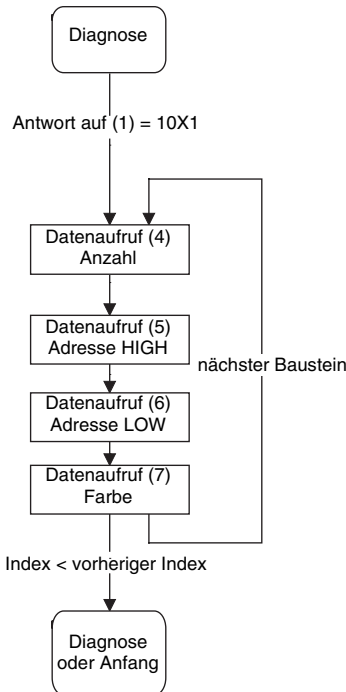 Diagnose
Antwort auf (1) = 10X1
Datenaufruf (4)
Anzahl
Datenaufruf (5)
Adresse HIGH
nächster Baustein
Datenaufruf (6)
Adresse LOW
Datenaufruf (7)
Farbe
Index < vorheriger Index
Diagnose
oder Anfang